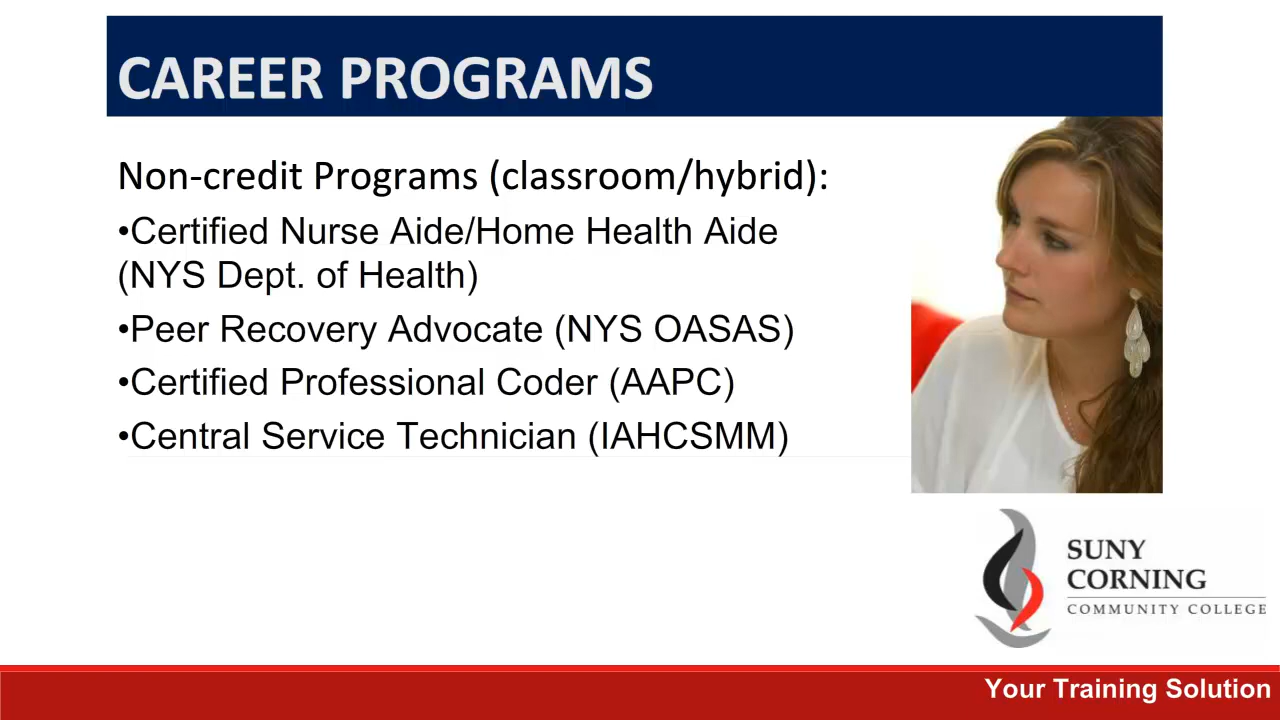 CAREER PROGRAMS
Non-credit Programs (classroom/hybrid):
•Certified Nurse Aide/Home Health Aide
(NYS Dept. of Health)
•Peer Recovery Advocate (NYS OASAS)
•Certified Professional Coder (AAPC)
•Central Service Technician (IAHCSMM)
SUNY
CORNING
COMMUNITY COLLEGE
Your Training Solution